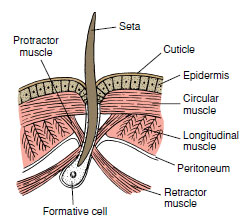 Seta
Protractor
muscle
Cuticle
Epidermis
Circular
muscle
Longitudinal
muscle
Peritoneum
Retractor
muscle
Formative cell